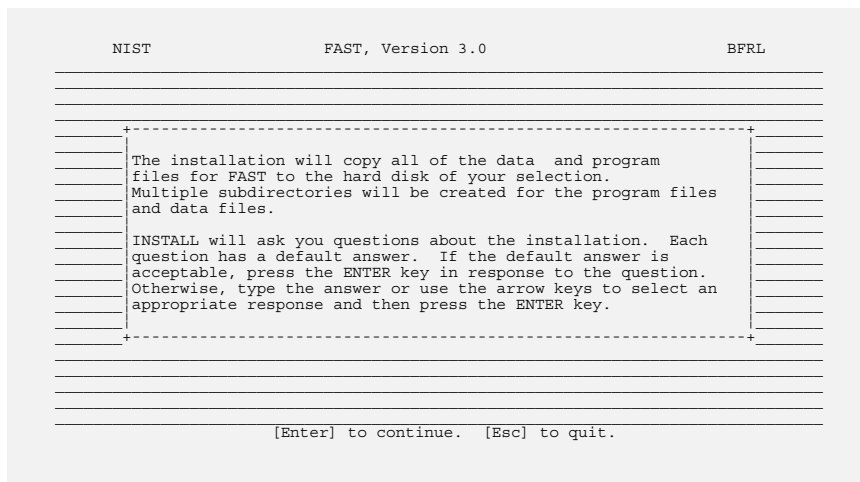 NIST FAST, Version 3.0 BFRL
The installation will copy all of the data  and program
files for FAST to the hard disk of your selection.
Multiple subdirectories will be created for the program files
and data files.
INSTALL will ask you questions about the installation.  Each
question has a default answer.  If the default answer is
acceptable, press the ENTER key in response to the question.
Otherwise, type the answer or use the arrow keys to select an
appropriate response and then press the ENTER key.
[Enter] to continue.  [Esc] to quit.